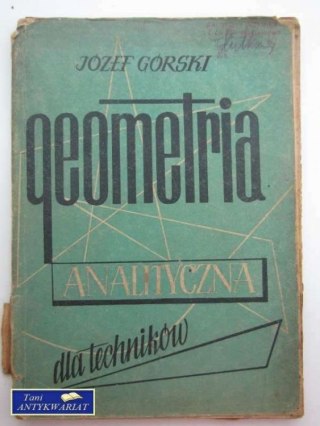 JÓZEF GÓRSKI
geometria
ANALITYCZNA
dla techników
Tani
ANTYKWARIAT